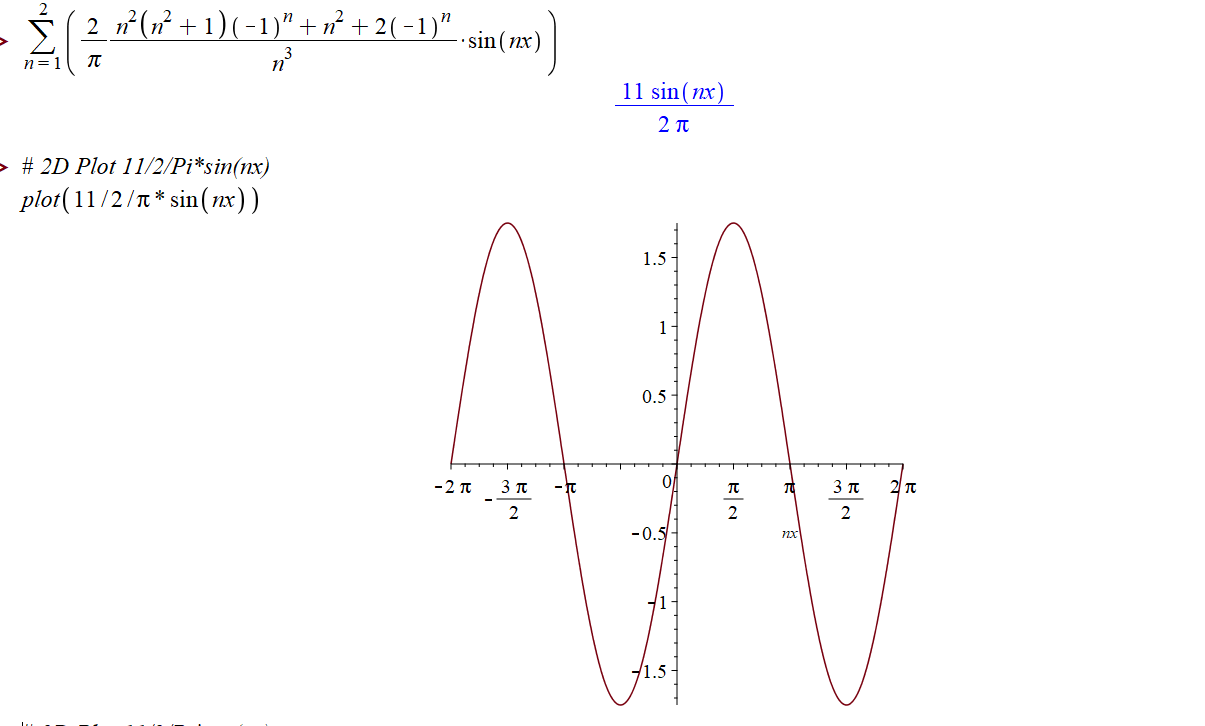 2
> ∑ ( 2/π n²(n² + 1)(-1)ⁿ + n² + 2(-1)ⁿ / n³ · sin(nx) )
n = 1
11 sin(nx)
2 π
> # 2D Plot 11/2/Pi*sin(nx)
plot(11/2/π * sin(nx))
1.5
1
0.5
-2 π -3 π/2 -π 0 π/2 π 3 π/2 2 π
-0.5 nx
-1
-1.5